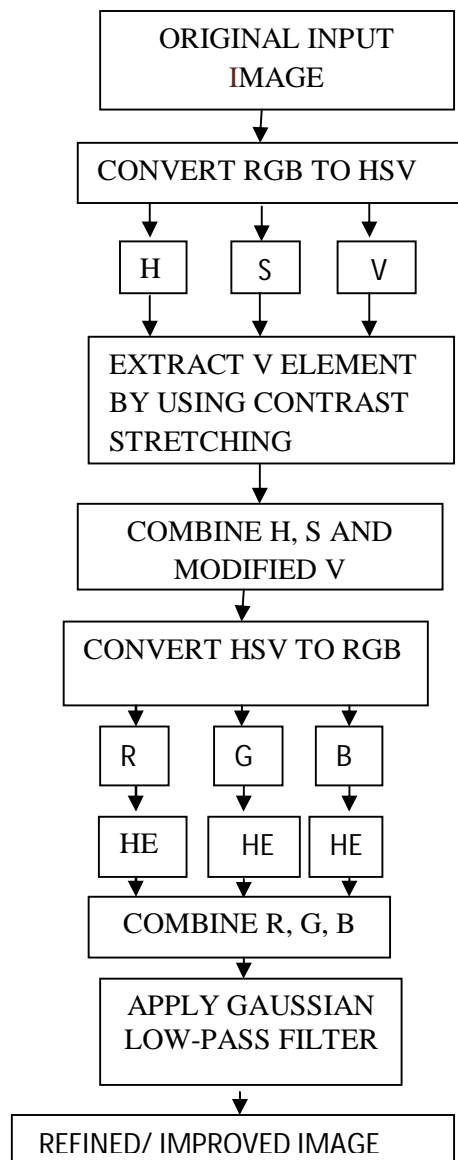 ORIGINAL INPUT
IMAGE
CONVERT RGB TO HSV
H S V
EXTRACT V ELEMENT
BY USING CONTRAST
STRETCHING
COMBINE H, S AND
MODIFIED V
CONVERT HSV TO RGB
R G B
HE HE HE
COMBINE R, G, B
APPLY GAUSSIAN
LOW-PASS FILTER
REFINED/ IMPROVED IMAGE